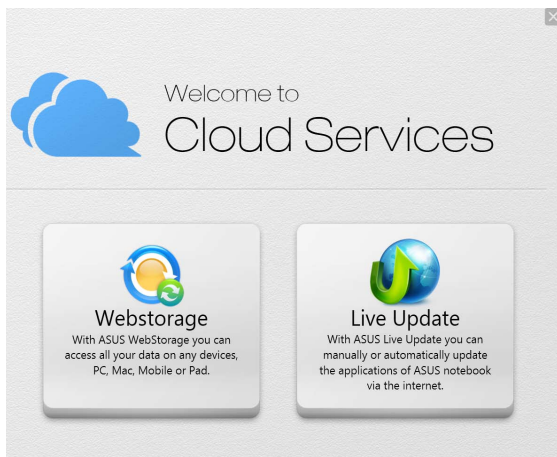 Welcome to
Cloud Services
Webstorage
With ASUS WebStorage you can
access all your data on any devices,
PC, Mac, Mobile or Pad.
Live Update
With ASUS Live Update you can
manually or automatically update
the applications of ASUS notebook
via the internet.